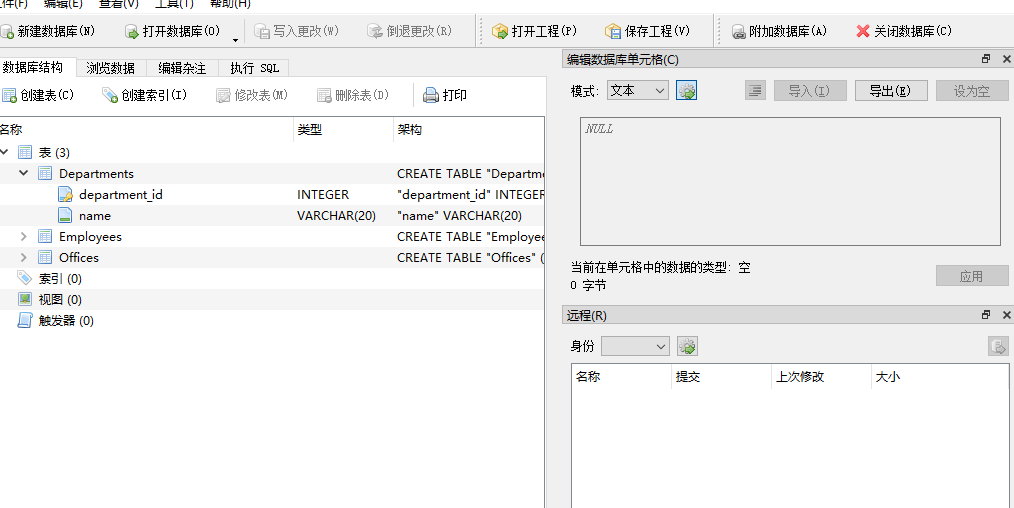 件(F) 编辑(E) 查看(V) 工具(T) 帮助(H)
新建数据库(N) 打开数据库(O) 写入更改(W) 倒退更改(R) 打开工程(P) 保存工程(V) 附加数据库(A) 关闭数据库(C)
数据库结构 浏览数据 编辑杂注 执行 SQL
创建表(C) 创建索引(I) 修改表(M) 删除表(D) 打印
名称 类型 架构
表 (3)
Departments CREATE TABLE "Departme
department_id INTEGER "department_id" INTEGER
name VARCHAR(20) "name" VARCHAR(20)
Employees CREATE TABLE "Employee
Offices CREATE TABLE "Offices" (
索引 (0)
视图 (0)
触发器 (0)
编辑数据库单元格(C)
模式: 文本 导入(I) 导出(E) 设为空
NULL
当前在单元格中的数据的类型: 空
0 字节
应用
远程(R)
身份
名称 提交 上次修改 大小